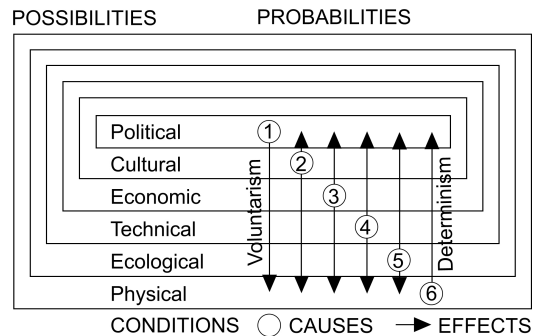 POSSIBILITIES PROBABILITIES
Political 1
Cultural 2
Economic 3
Technical 4
Ecological 5
Physical 6
Voluntarism
Determinism
CONDITIONS CAUSES EFFECTS